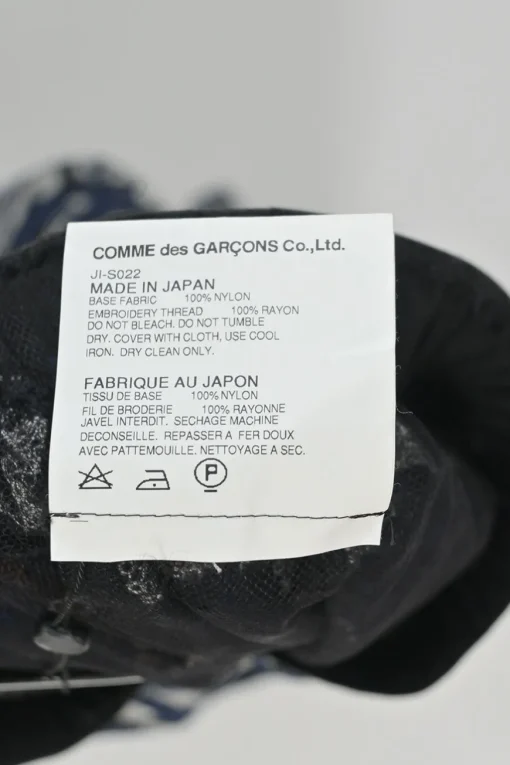 COMME des GARÇONS Co.,Ltd.
JI-S022
MADE IN JAPAN
BASE FABRIC 100% NYLON
EMBROIDERY THREAD 100% RAYON
DO NOT BLEACH. DO NOT TUMBLE
DRY. COVER WITH CLOTH, USE COOL
IRON. DRY CLEAN ONLY.
FABRIQUE AU JAPON
TISSU DE BASE 100% NYLON
FIL DE BRODERIE 100% RAYONNE
JAVEL INTERDIT. SECHAGE MACHINE
DECONSEILLE. REPASSER A FER DOUX
AVEC PATTEMOUILLE. NETTOYAGE A SEC.
P